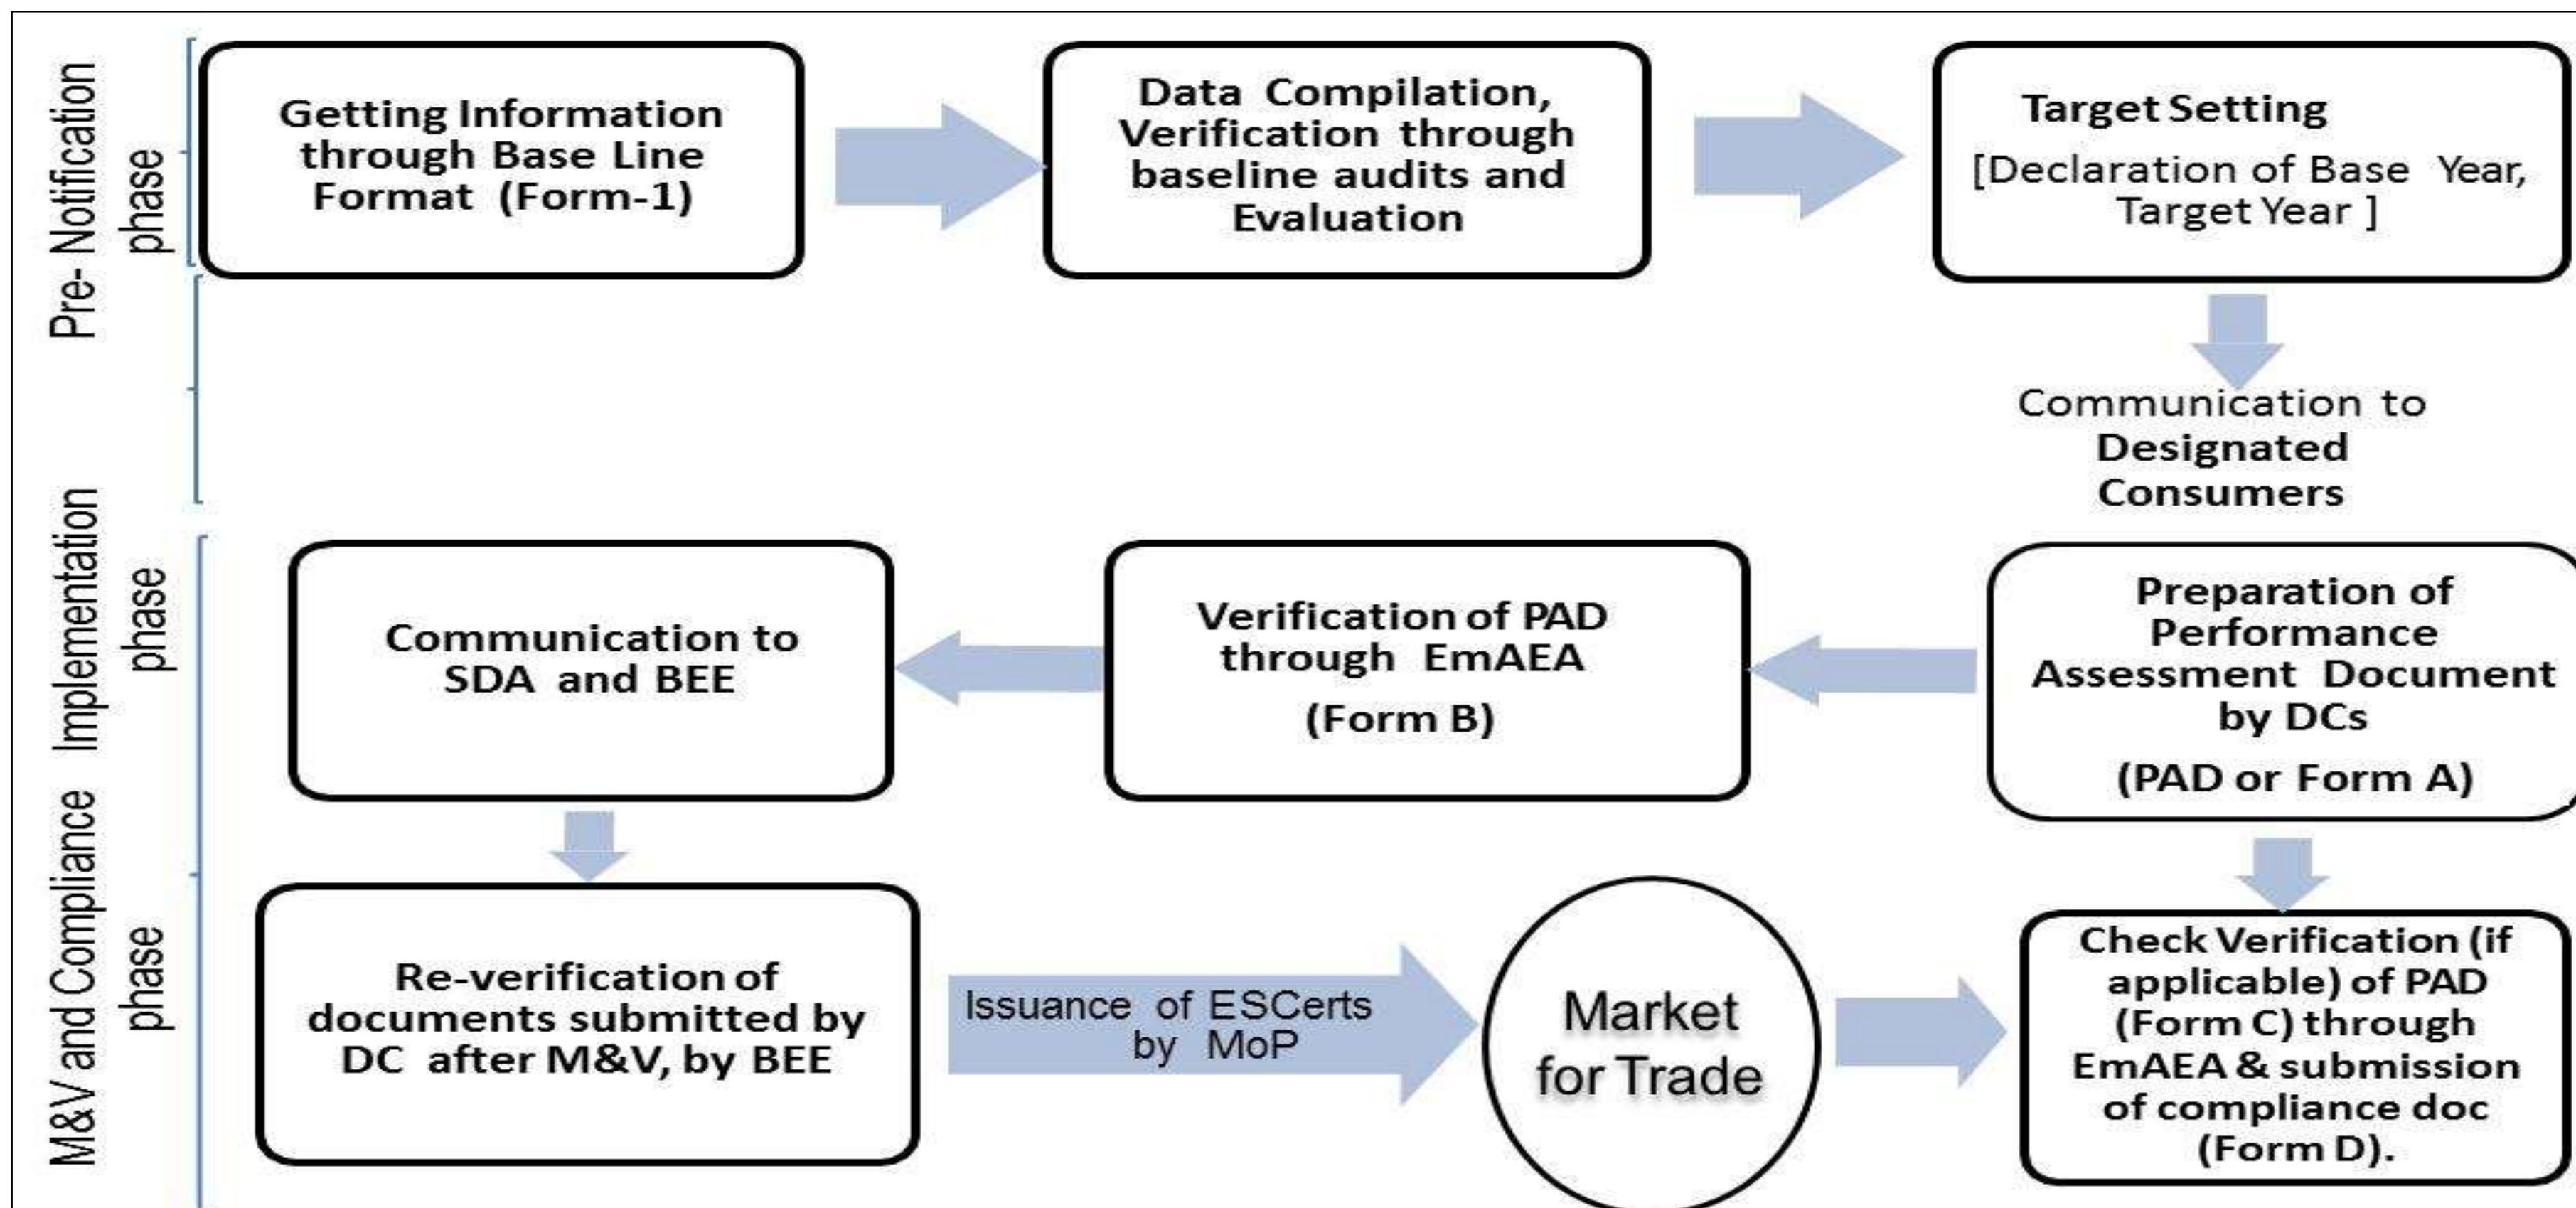 Pre- Notification
phase
Getting Information
through Base Line
Format (Form-1)
Data Compilation,
Verification through
baseline audits and
Evaluation
Target Setting
[Declaration of Base Year,
Target Year ]
Communication to
Designated
Consumers
Implementation
phase
Communication to
SDA and BEE
Verification of PAD
through EmAEA
(Form B)
Preparation of
Performance
Assessment Document
by DCs
(PAD or Form A)
M&V and Compliance
phase
Re-verification of
documents submitted by
DC after M&V, by BEE
Issuance of ESCerts
by MoP
Market
for Trade
Check Verification (if
applicable) of PAD
(Form C) through
EmAEA & submission
of compliance doc
(Form D).